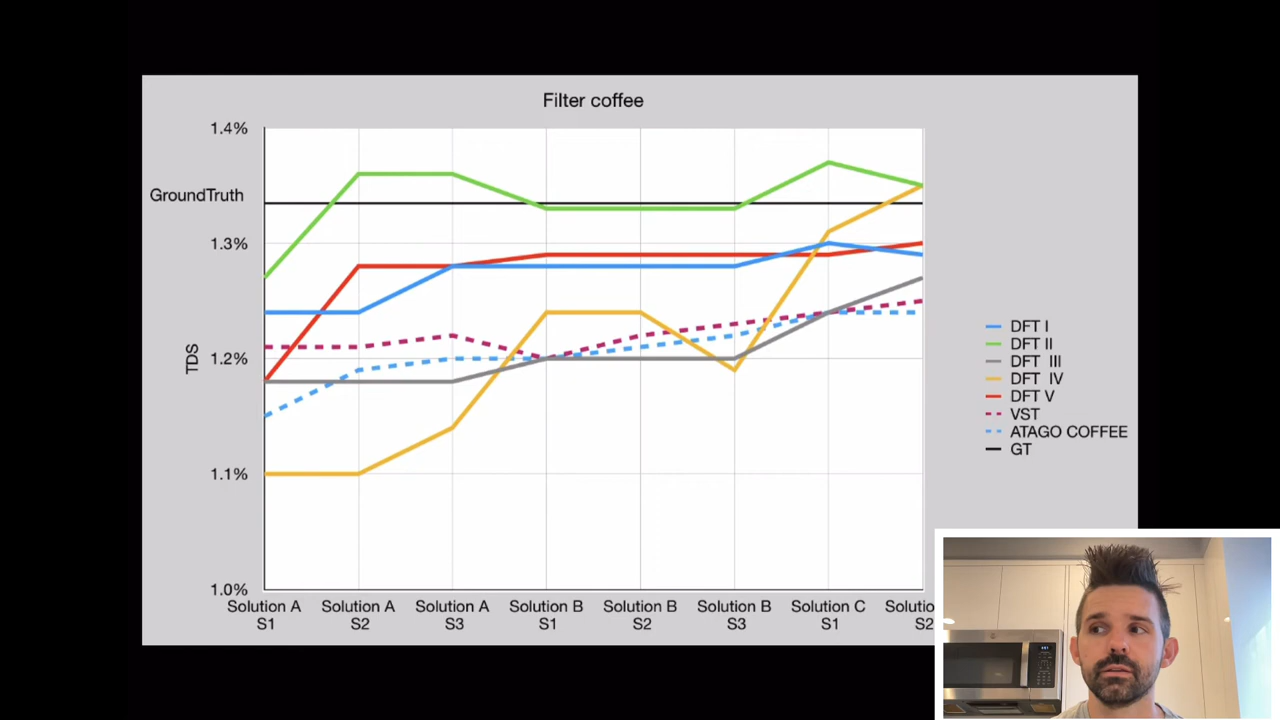 Filter coffee
1.4%
GroundTruth
1.3%
1.2%
TDS
1.1%
1.0%
Solution A Solution A Solution A Solution B Solution B Solution B Solution C Solutio
S1 S2 S3 S1 S2 S3 S1 S2
DFT I
DFT II
DFT III
DFT IV
DFT V
VST
ATAGO COFFEE
GT